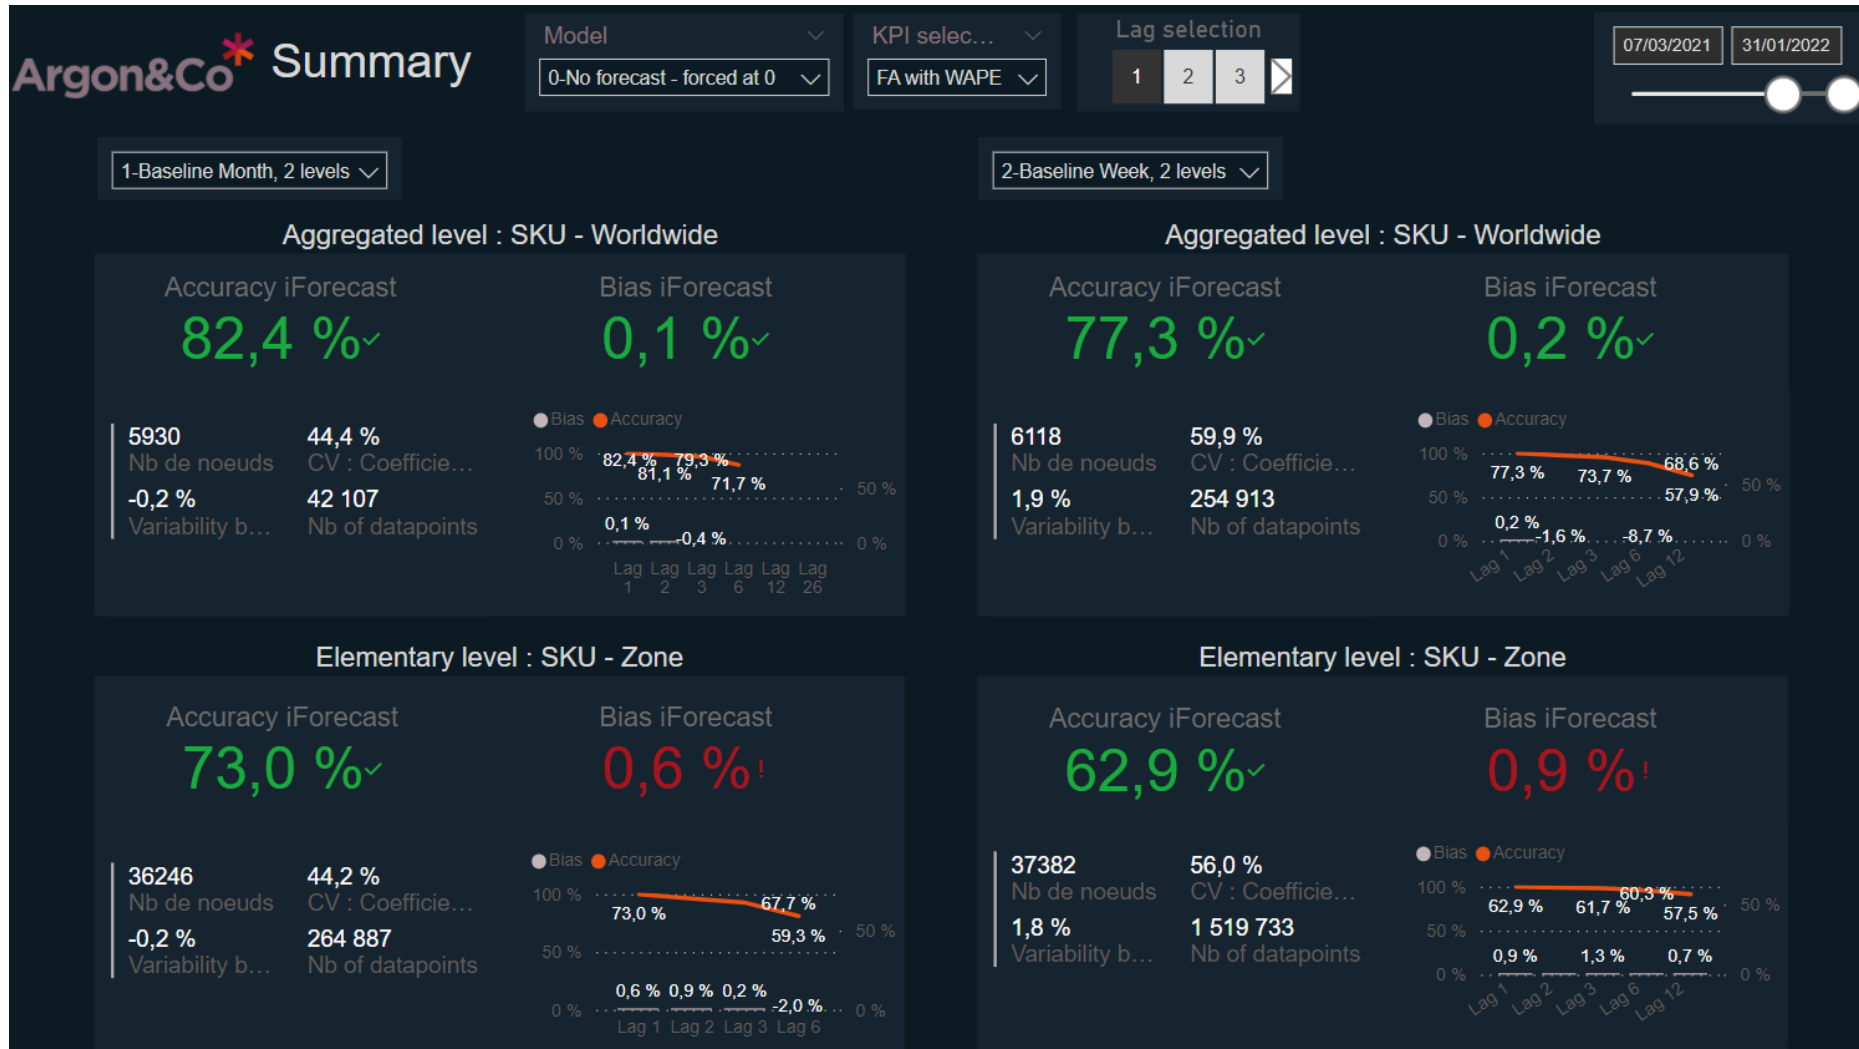 Argon&Co
Summary
Model
0-No forecast - forced at 0
KPI selec...
FA with WAPE
Lag selection
1 2 3
07/03/2021 31/01/2022
1-Baseline Month, 2 levels
Aggregated level : SKU - Worldwide
Accuracy iForecast
82,4 %
Bias iForecast
0,1 %
5930
Nb de noeuds
44,4 %
CV : Coefficie...
-0,2 %
Variability b...
42 107
Nb of datapoints
Bias Accuracy
100 %
82,4 % 79,3 %
81,1 % 71,7 %
50 % 50 %
0,1 %
-0,4 %
0 % 0 %
Lag 1 Lag 2 Lag 3 Lag 6 Lag 12 Lag 26
Elementary level : SKU - Zone
Accuracy iForecast
73,0 %
Bias iForecast
0,6 %!
36246
Nb de noeuds
44,2 %
CV : Coefficie...
-0,2 %
Variability b...
264 887
Nb of datapoints
Bias Accuracy
100 %
73,0 % 67,7 %
59,3 %
50 % 50 %
0,6 % 0,9 % 0,2 %
-2,0 %
0 % 0 %
Lag 1 Lag 2 Lag 3 Lag 6
2-Baseline Week, 2 levels
Aggregated level : SKU - Worldwide
Accuracy iForecast
77,3 %
Bias iForecast
0,2 %
6118
Nb de noeuds
59,9 %
CV : Coefficie...
1,9 %
Variability b...
254 913
Nb of datapoints
Bias Accuracy
100 %
77,3 % 73,7 % 68,6 %
57,9 %
50 % 50 %
0,2 %
-1,6 % -8,7 %
0 % 0 %
Lag 1 Lag 2 Lag 3 Lag 6 Lag 12
Elementary level : SKU - Zone
Accuracy iForecast
62,9 %
Bias iForecast
0,9 %!
37382
Nb de noeuds
56,0 %
CV : Coefficie...
1,8 %
Variability b...
1 519 733
Nb of datapoints
Bias Accuracy
100 %
62,9 % 61,7 % 60,3 % 57,5 %
50 % 50 %
0,9 % 1,3 % 0,7 %
0 % 0 %
Lag 1 Lag 2 Lag 3 Lag 6 Lag 12